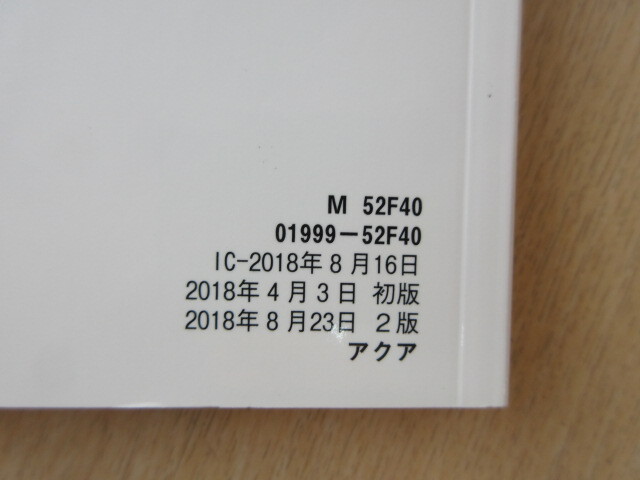 M 52F40
01999－52F40
IC-2018年8月16日
2018年4月3日 初版
2018年8月23日 2版
アクア